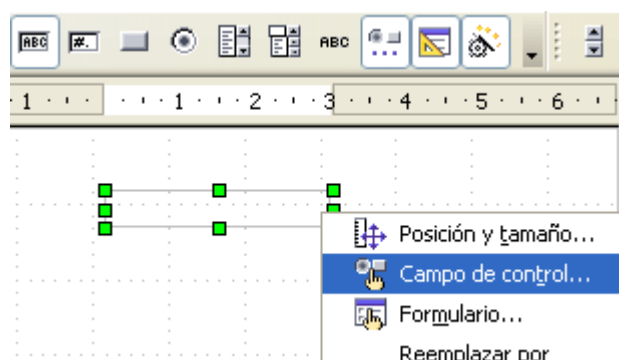 ABC #. ABC
1 1 2 3 4 5 6
Posición y tamaño...
Campo de control...
Formulario...
Reemplazar por